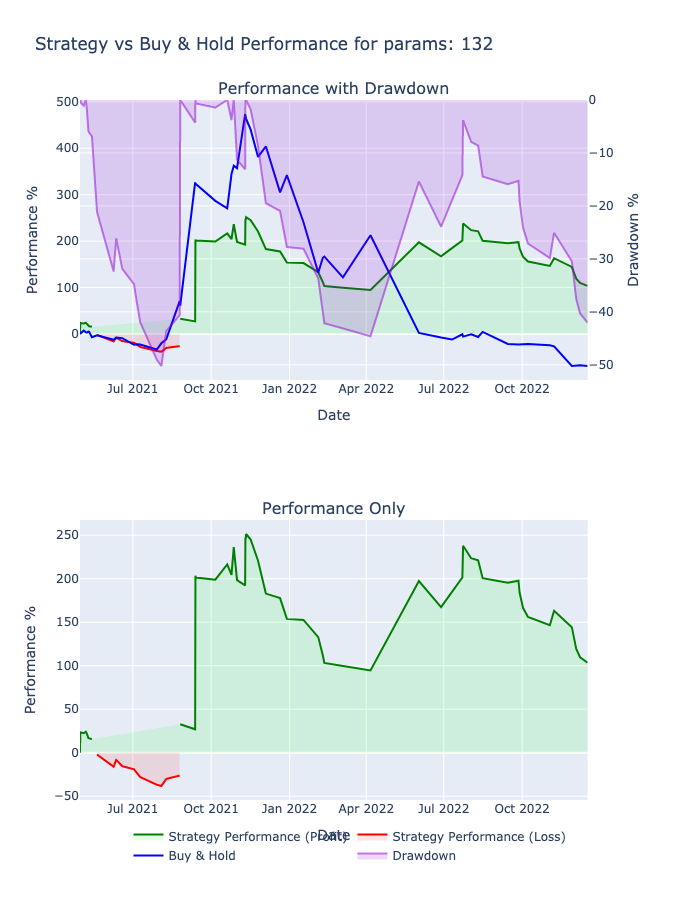 Strategy vs Buy & Hold Performance for params: 132
Performance with Drawdown
500
400
300
200
100
0
Performance %
0
−10
−20
−30
−40
−50
Drawdown %
Jul 2021 Oct 2021 Jan 2022 Apr 2022 Jul 2022 Oct 2022
Date
Performance Only
250
200
150
100
50
0
−50
Performance %
Jul 2021 Oct 2021 Jan 2022 Apr 2022 Jul 2022 Oct 2022
Date
Strategy Performance (Profit) Strategy Performance (Loss)
Buy & Hold Drawdown